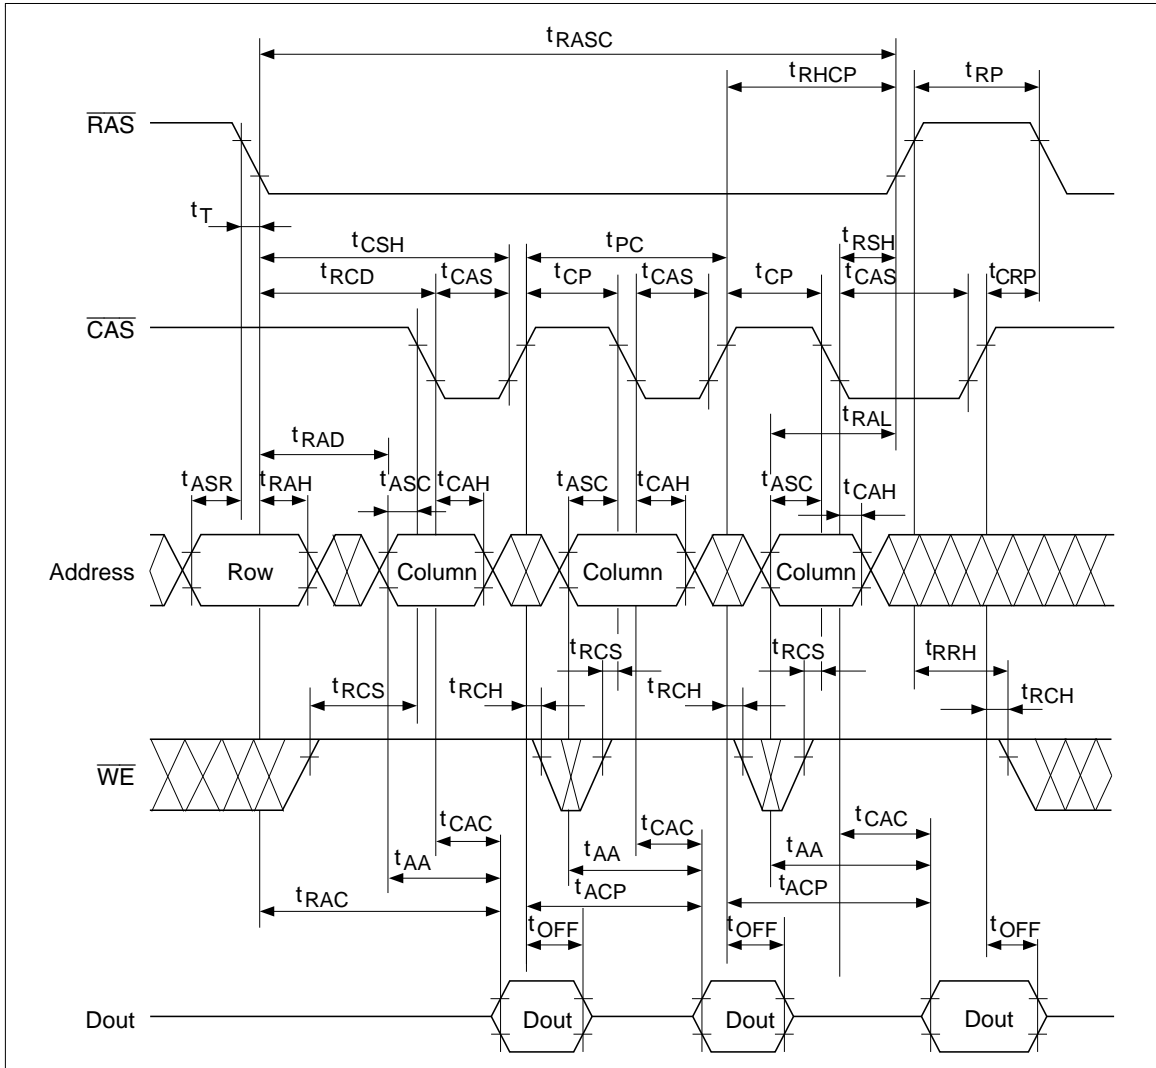 tRASC
tRHCP tRP
RAS
tT
tCSH tPC tRSH
tRCD tCAS tCP tCAS tCP tCAS tCRP
CAS
tRAD tRAL
tASR tRAH tASC tCAH tASC tCAH tASC tCAH
Address Row Column Column Column
tRCS tRCS tRRH
tRCS tRCH tRCH tRCH
WE
tCAC tCAC tCAC
tAA tAA tAA
tRAC tACP tACP
tOFF tOFF tOFF
Dout Dout Dout Dout